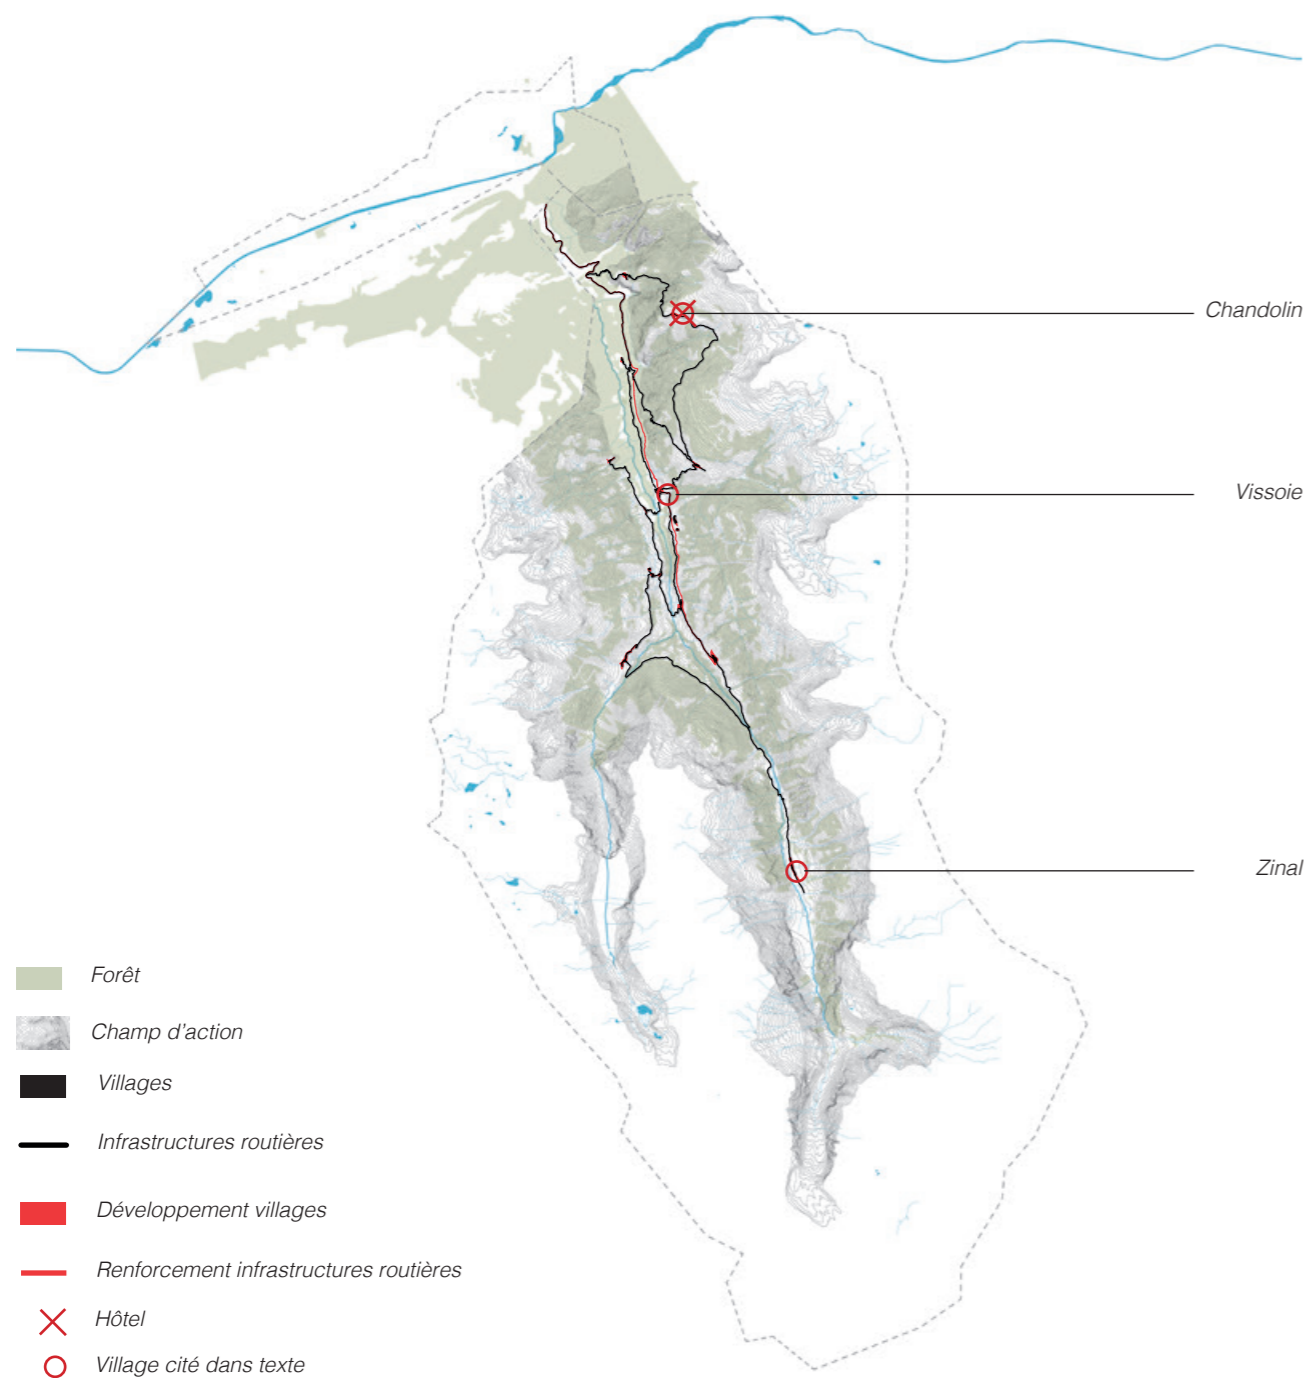 Chandolin
Vissoie
Zinal
Forêt
Champ d'action
Villages
Infrastructures routières
Développement villages
Renforcement infrastructures routières
Hôtel
Village cité dans texte